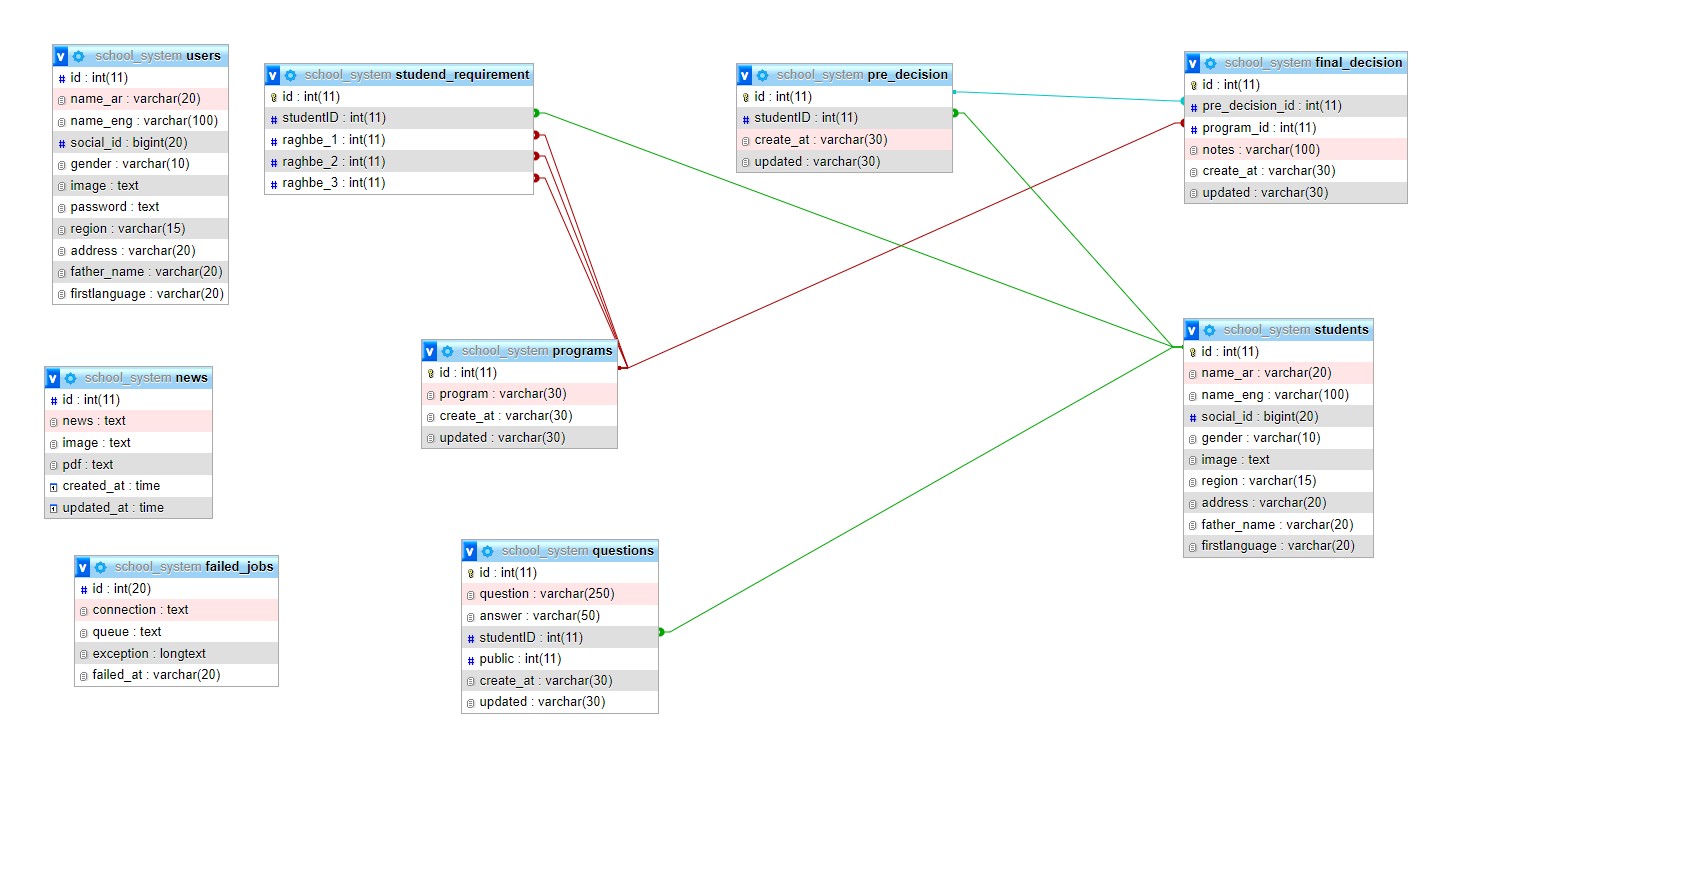 school_system users
id : int(11)
name_ar : varchar(20)
name_eng : varchar(100)
social_id : bigint(20)
gender : varchar(10)
image : text
password : text
region : varchar(15)
address : varchar(20)
father_name : varchar(20)
firstlanguage : varchar(20)
school_system studend_requirement
id : int(11)
studentID : int(11)
raghbe_1 : int(11)
raghbe_2 : int(11)
raghbe_3 : int(11)
school_system pre_decision
id : int(11)
studentID : int(11)
create_at : varchar(30)
updated : varchar(30)
school_system final_decision
id : int(11)
pre_decision_id : int(11)
program_id : int(11)
notes : varchar(100)
create_at : varchar(30)
updated : varchar(30)
school_system news
id : int(11)
news : text
image : text
pdf : text
created_at : time
updated_at : time
school_system programs
id : int(11)
program : varchar(30)
create_at : varchar(30)
updated : varchar(30)
school_system students
id : int(11)
name_ar : varchar(20)
name_eng : varchar(100)
social_id : bigint(20)
gender : varchar(10)
image : text
region : varchar(15)
address : varchar(20)
father_name : varchar(20)
firstlanguage : varchar(20)
school_system failed_jobs
id : int(20)
connection : text
queue : text
exception : longtext
failed_at : varchar(20)
school_system questions
id : int(11)
question : varchar(250)
answer : varchar(50)
studentID : int(11)
public : int(11)
create_at : varchar(30)
updated : varchar(30)